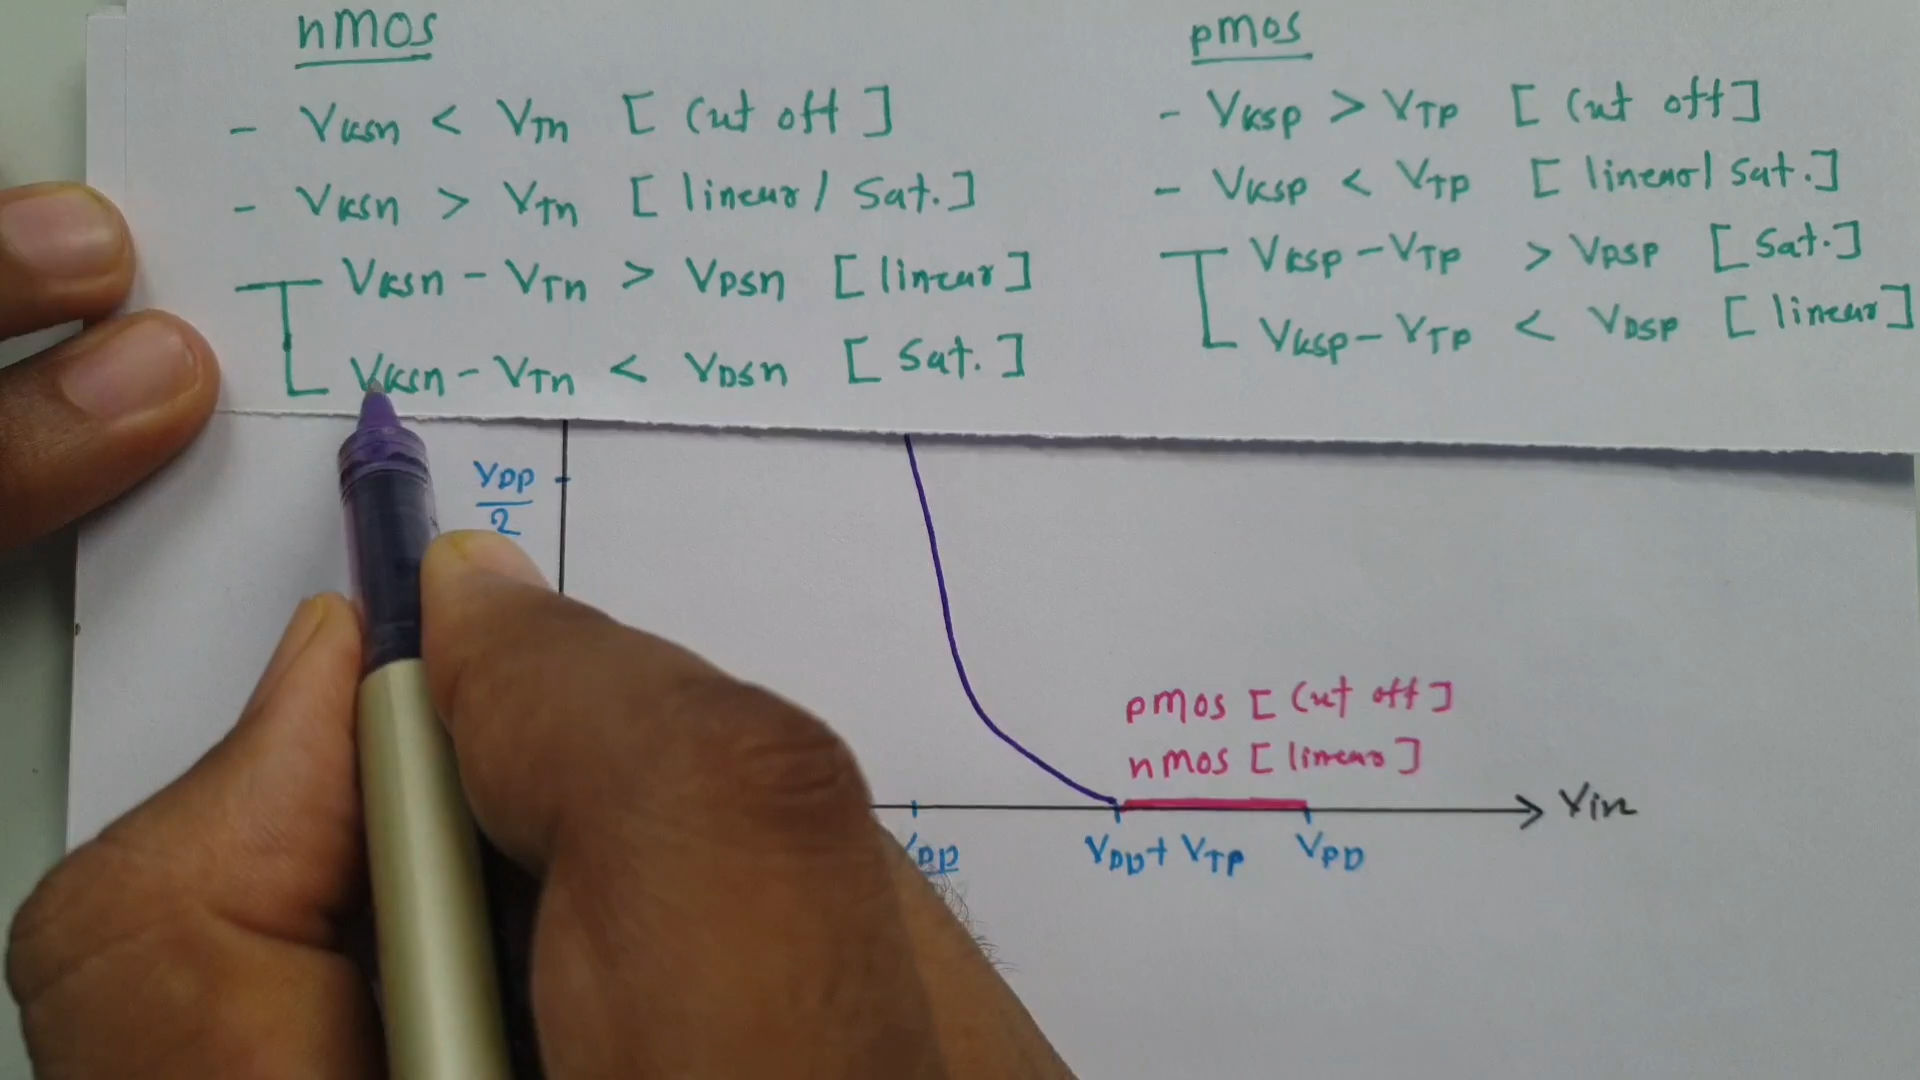 nMOS
- VGSn < VTn [ Cut off ]
- VGSn > VTn [ linear / Sat. ]
VGSn - VTn > VDSn [ linear ]
VGSn - VTn < VDSn [ Sat. ]
pMOS
- VGSp > VTp [ Cut off ]
- VGSp < VTp [ linear / Sat. ]
VGSp - VTp > VDSp [ Sat. ]
VGSp - VTp < VDSp [ linear ]
VDD
2
pMOS [ Cut off ]
nMOS [ linear ]
Vin
VDD
VDD + VTp
VDD